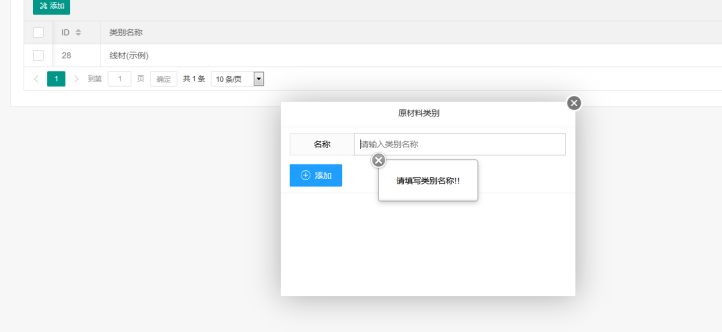 添加
ID 类别名称
28 线材(示例)
1 到第 1 页 确定 共 1 条 10 条/页
原材料类别
名称 请输入类别名称
添加
请填写类别名称!!